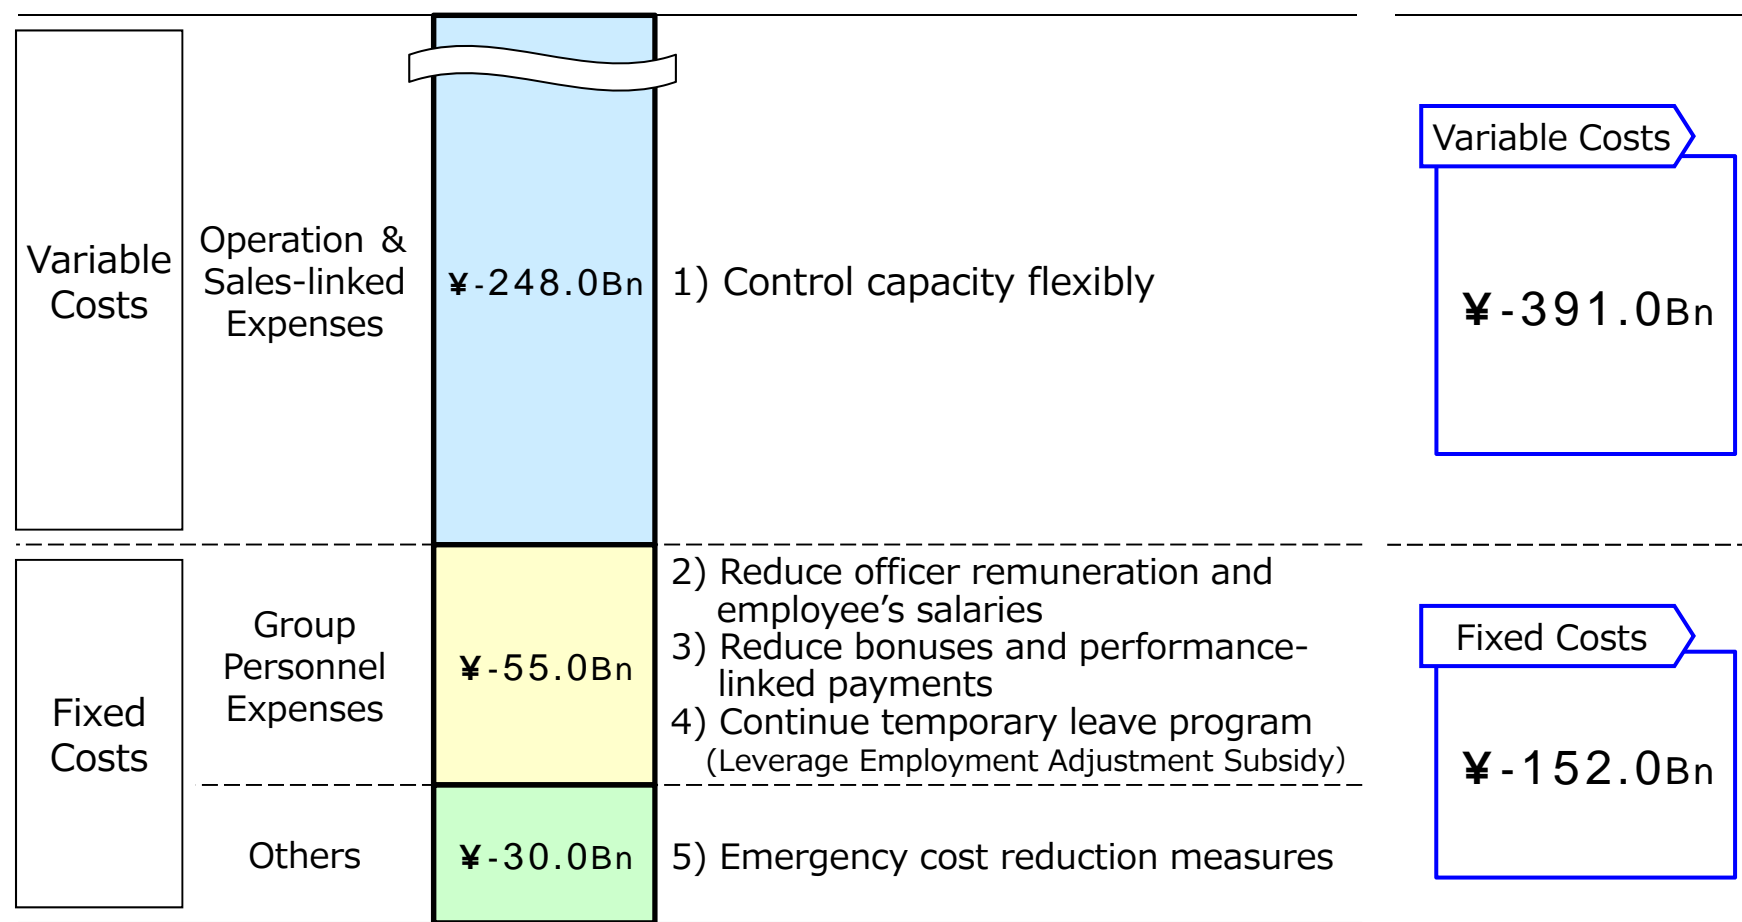 Variable
Costs
Operation &
Sales-linked
Expenses
¥-248.0Bn
1) Control capacity flexibly
Variable Costs
¥-391.0Bn
Fixed
Costs
Group
Personnel
Expenses
¥-55.0Bn
2) Reduce officer remuneration and
employee’s salaries
3) Reduce bonuses and performance-
linked payments
4) Continue temporary leave program
(Leverage Employment Adjustment Subsidy)
Others
¥-30.0Bn
5) Emergency cost reduction measures
Fixed Costs
¥-152.0Bn